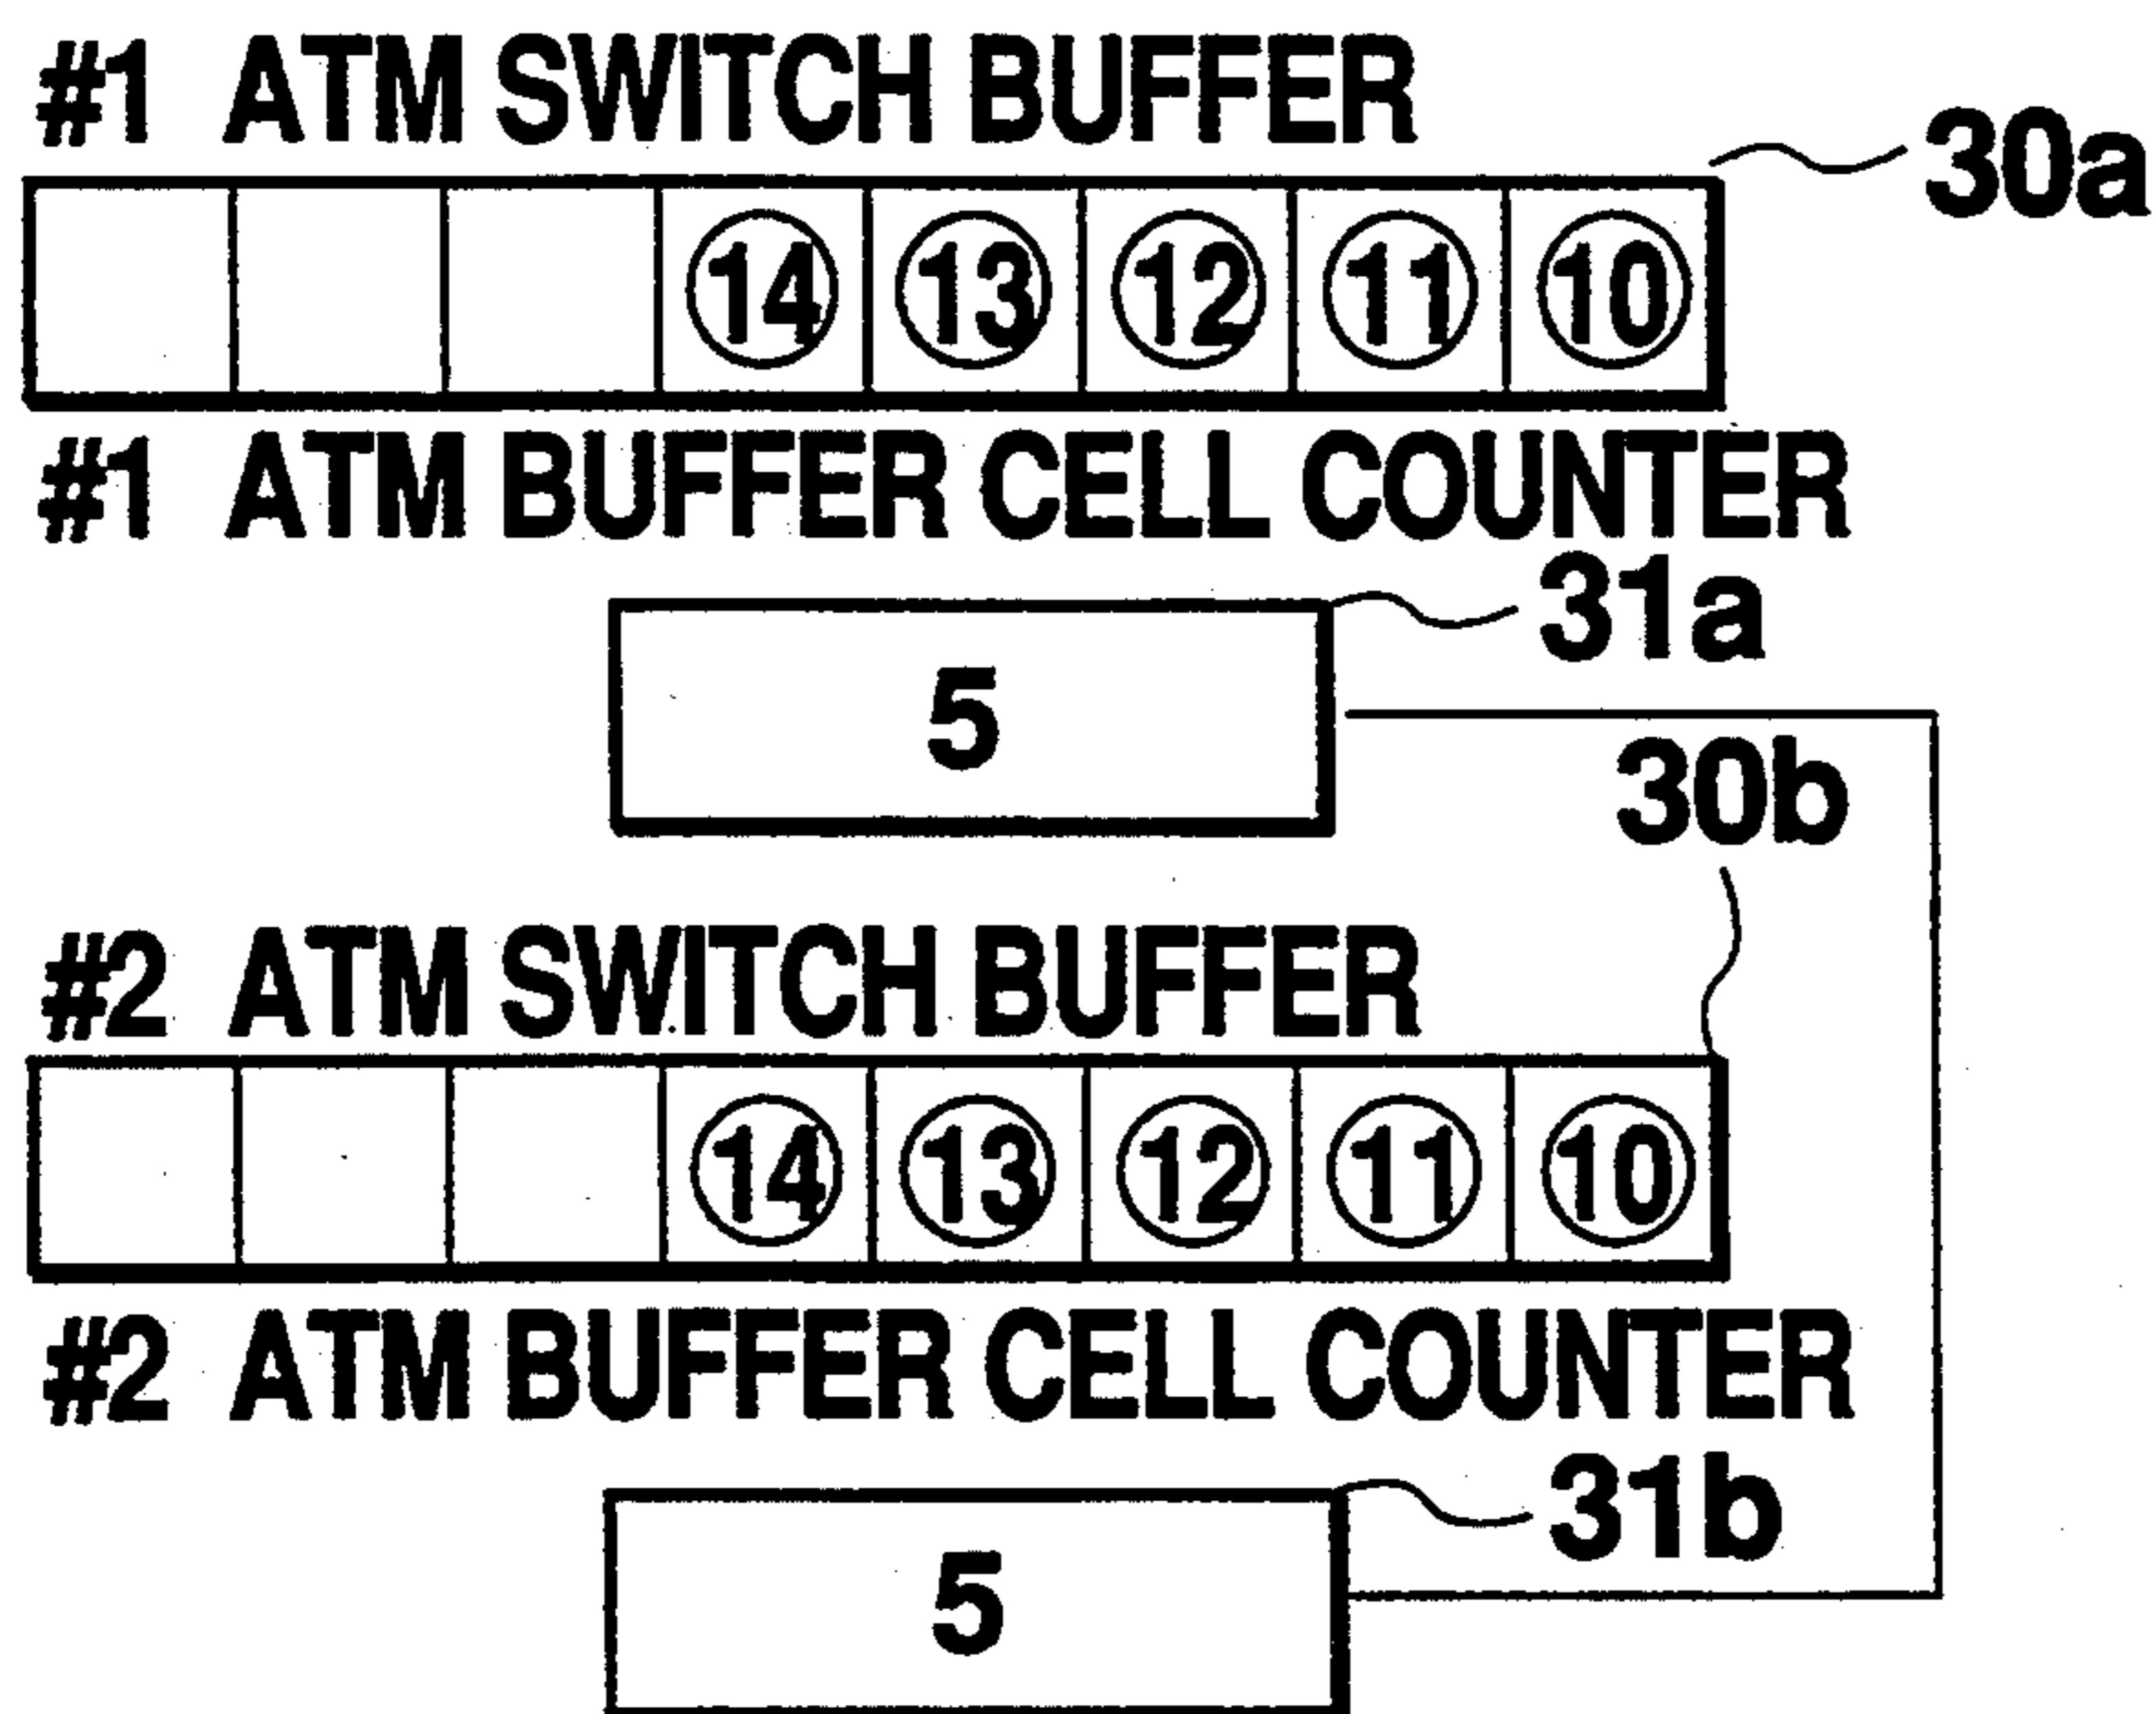 #1 ATM SWITCH BUFFER
30a
⑭ ⑬ ⑫ ⑪ ⑩
#1 ATM BUFFER CELL COUNTER
31a
5
30b
#2 ATM SWITCH BUFFER
⑭ ⑬ ⑫ ⑪ ⑩
#2 ATM BUFFER CELL COUNTER
31b
5